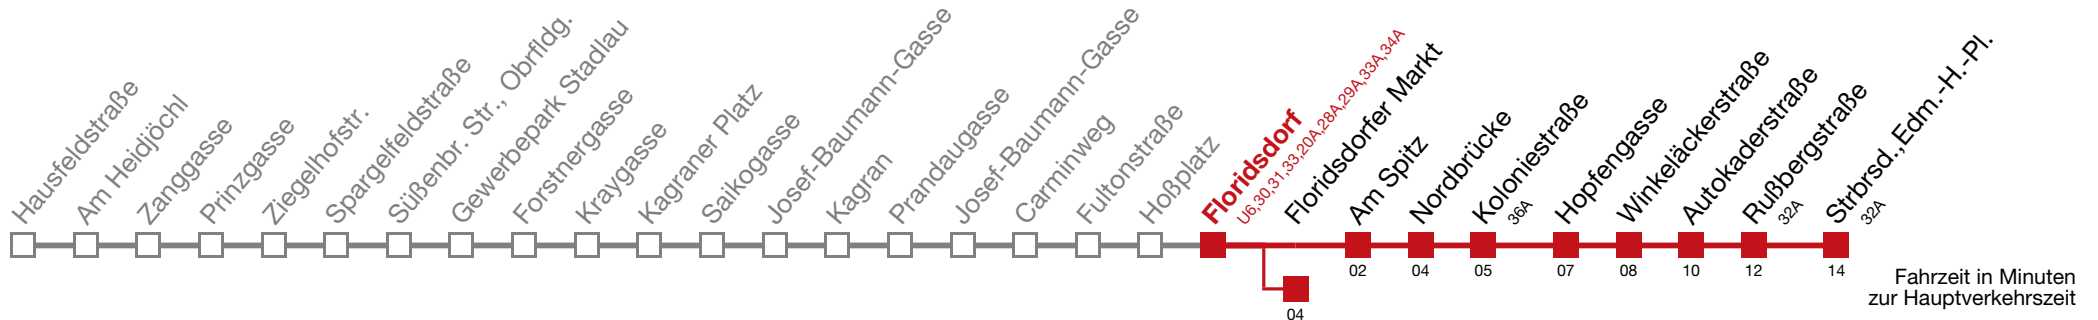 Hausfeldstraße
Am Heidjöchl
Zanggasse
Prinzgasse
Ziegelhofstr.
Spargelfeldstraße
Süßenbr. Str., Obrfldg.
Gewerbepark Stadlau
Forstnergasse
Kraygasse
Kagraner Platz
Saikogasse
Josef-Baumann-Gasse
Kagran
Prandaugasse
Josef-Baumann-Gasse
Carminweg
Fultonstraße
Hoßplatz
Floridsdorf
U6,30,31,33,20A,28A,29A,33A,34A
Floridsdorfer Markt
Am Spitz
Nordbrücke
Koloniestraße
36A
Hopfengasse
Winkeläckerstraße
Autokaderstraße
Rußbergstraße
32A
Strbrsd.,Edm.-H.-Pl.
32A
02
04
05
07
08
10
12
14
04
Fahrzeit in Minuten
zur Hauptverkehrszeit